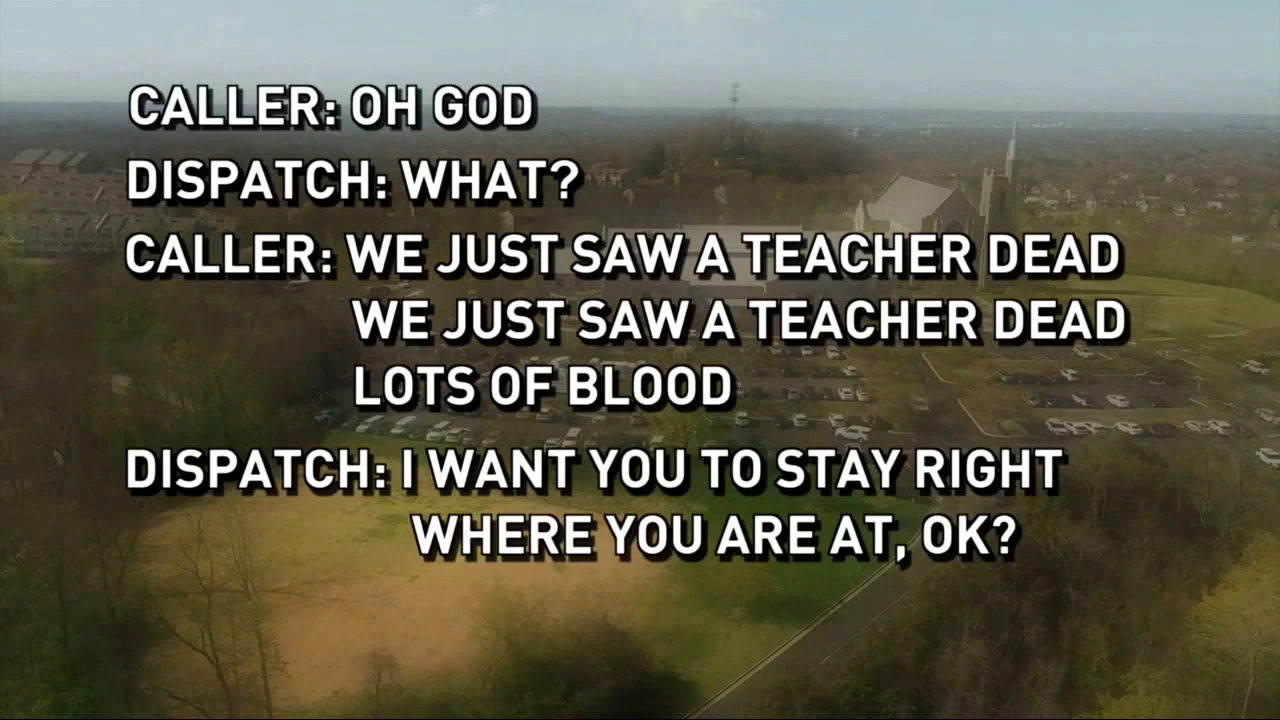 CALLER: OH GOD
DISPATCH: WHAT?
CALLER: WE JUST SAW A TEACHER DEAD
WE JUST SAW A TEACHER DEAD
LOTS OF BLOOD
DISPATCH: I WANT YOU TO STAY RIGHT
WHERE YOU ARE AT, OK?